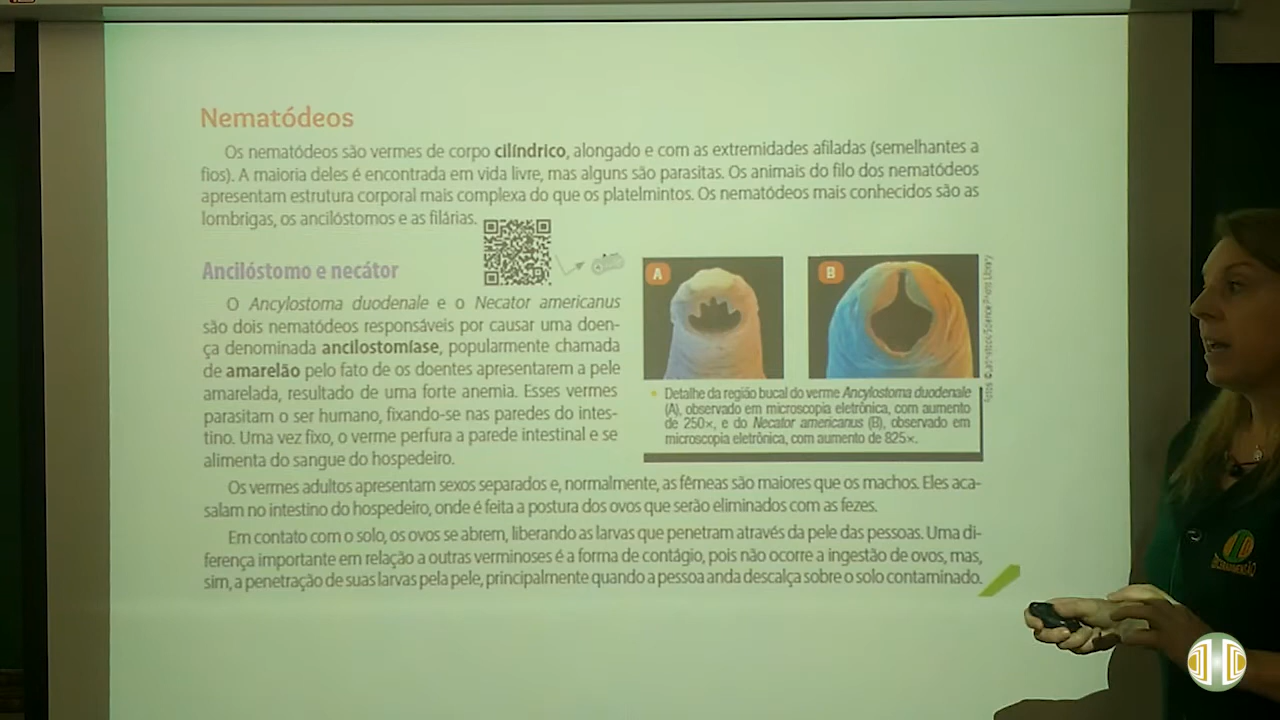 Nematódeos
Os nematódeos são vermes de corpo cilíndrico, alongado e com as extremidades afiladas (semelhantes a
fios). A maioria deles é encontrada em vida livre, mas alguns são parasitas. Os animais do filo dos nematódeos
apresentam estrutura corporal mais complexa do que os platelmintos. Os nematódeos mais conhecidos são as
lombrigas, os ancilóstomos e as filárias.
Ancilóstomo e necátor
O Ancylostoma duodenale e o Necator americanus
são dois nematódeos responsáveis por causar uma doen-
ça denominada ancilostomíase, popularmente chamada
de amarelão pelo fato de os doentes apresentarem a pele
amarelada, resultado de uma forte anemia. Esses vermes
parasitam o ser humano, fixando-se nas paredes do intes-
tino. Uma vez fixo, o verme perfura a parede intestinal e se
alimenta do sangue do hospedeiro.
A
B
Detalhe da região bucal do verme Ancylostoma duodenale
(A), observado em microscopia eletrônica, com aumento
de 250×, e do Necator americanus (B), observado em
microscopia eletrônica, com aumento de 825×.
Os vermes adultos apresentam sexos separados e, normalmente, as fêmeas são maiores que os machos. Eles aca-
salam no intestino do hospedeiro, onde é feita a postura dos ovos que serão eliminados com as fezes.
Em contato com o solo, os ovos se abrem, liberando as larvas que penetram através da pele das pessoas. Uma di-
ferença importante em relação a outras verminoses é a forma de contágio, pois não ocorre a ingestão de ovos, mas,
sim, a penetração de suas larvas pela pele, principalmente quando a pessoa anda descalça sobre o solo contaminado.